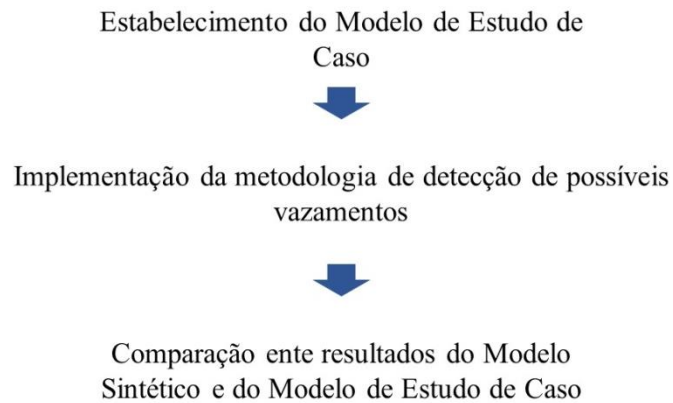 Estabelecimento do Modelo de Estudo de
Caso
Implementação da metodologia de detecção de possíveis
vazamentos
Comparação ente resultados do Modelo
Sintético e do Modelo de Estudo de Caso